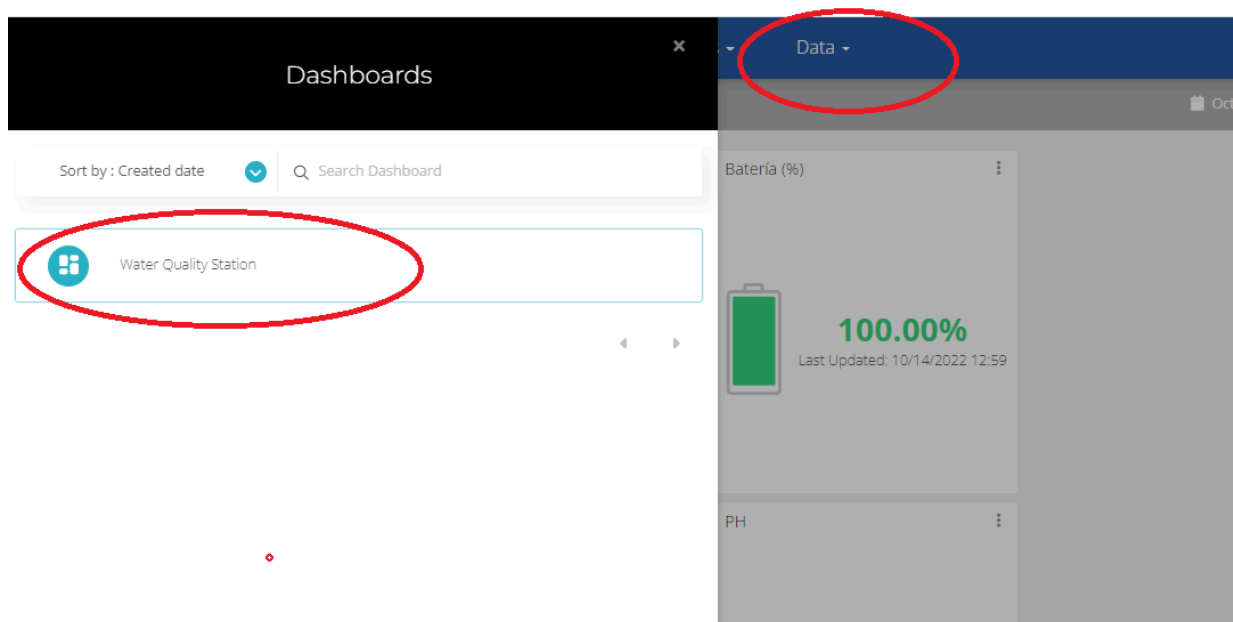 Dashboards
×
Data
Oct
Sort by : Created date
Search Dashboard
Water Quality Station
Batería (%)
100.00%
Last Updated: 10/14/2022 12:59
PH